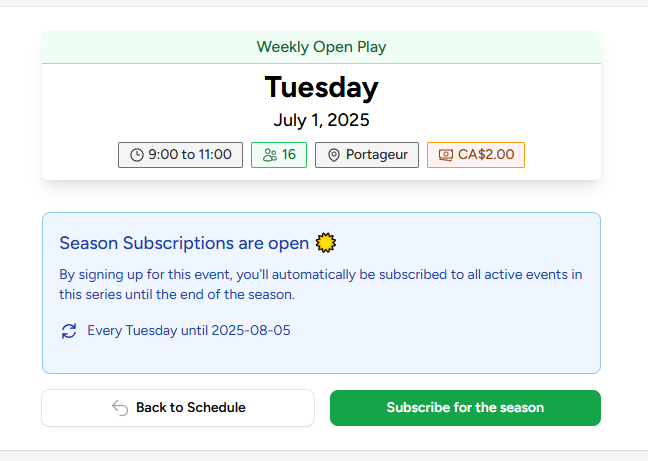 Weekly Open Play
Tuesday
July 1, 2025
9:00 to 11:00 16 Portageur CA$2.00
Season Subscriptions are open
By signing up for this event, you'll automatically be subscribed to all active events in
this series until the end of the season.
Every Tuesday until 2025-08-05
Back to Schedule Subscribe for the season